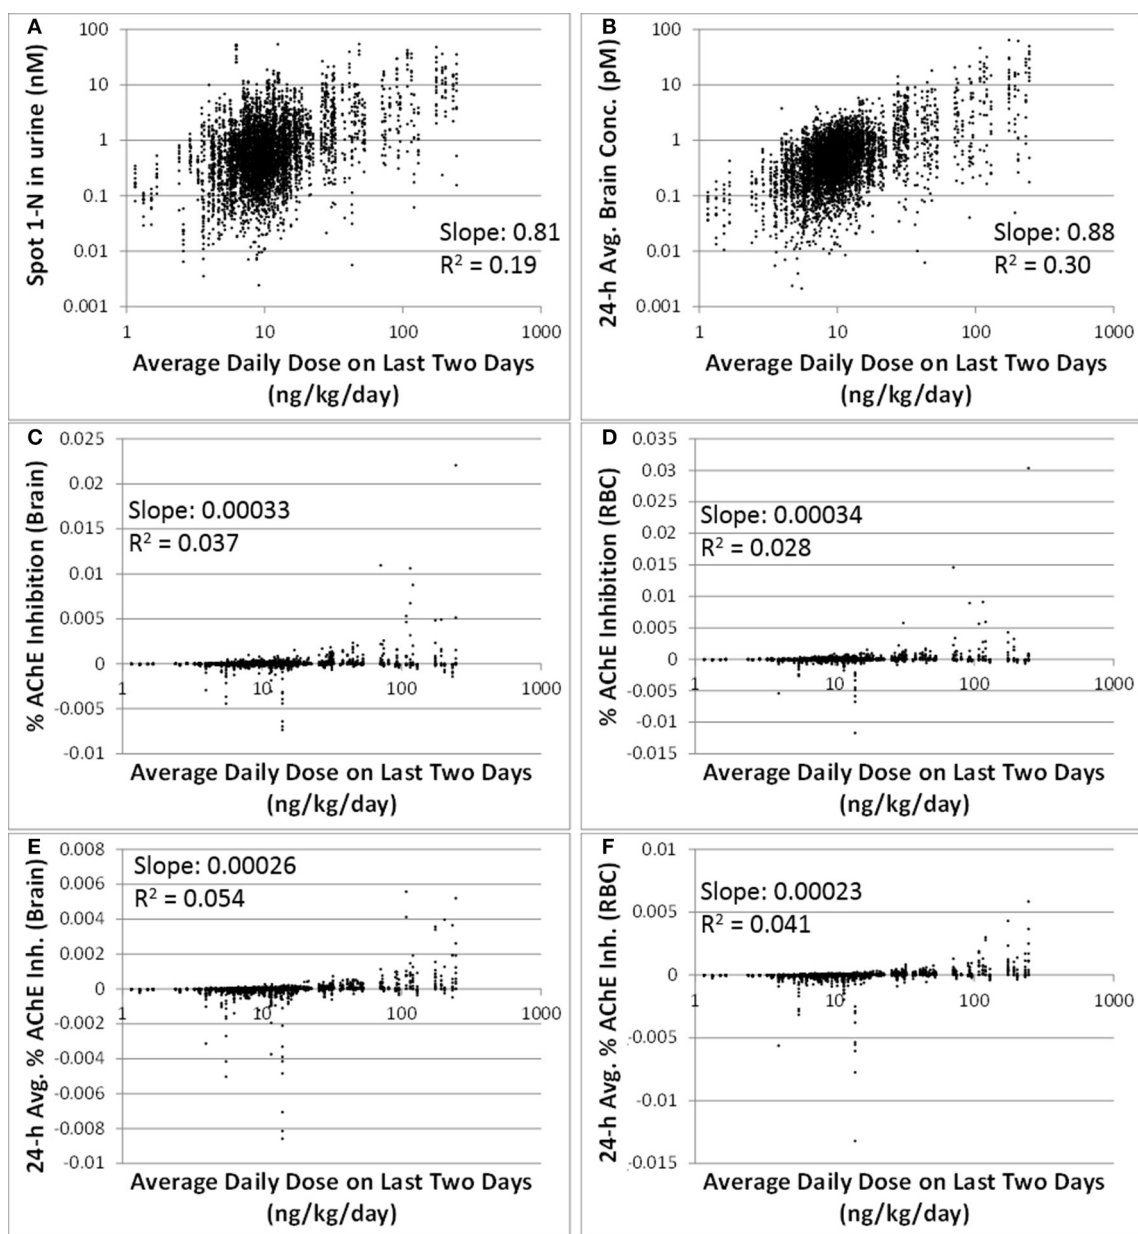 A
Spot 1-N in urine (nM)
100
10
1
0.1
0.01
0.001
Slope: 0.81
R² = 0.19
1 10 100 1000
Average Daily Dose on Last Two Days
(ng/kg/day)
B
24-h Avg. Brain Conc. (pM)
100
10
1
0.1
0.01
0.001
Slope: 0.88
R² = 0.30
1 10 100 1000
Average Daily Dose on Last Two Days
(ng/kg/day)
C
% AChE Inhibition (Brain)
0.025
0.02
0.015
0.01
0.005
0
-0.005
-0.01
Slope: 0.00033
R² = 0.037
1 10 100 1000
Average Daily Dose on Last Two Days
(ng/kg/day)
D
% AChE Inhibition (RBC)
0.035
0.03
0.025
0.02
0.015
0.01
0.005
0
-0.005
-0.01
-0.015
Slope: 0.00034
R² = 0.028
1 10 100 1000
Average Daily Dose on Last Two Days
(ng/kg/day)
E
24-h Avg. % AChE Inh. (Brain)
0.008
0.006
0.004
0.002
0
-0.002
-0.004
-0.006
-0.008
-0.01
Slope: 0.00026
R² = 0.054
1 10 100 1000
Average Daily Dose on Last Two Days
(ng/kg/day)
F
24-h Avg. % AChE Inh. (RBC)
0.01
0.005
0
-0.005
-0.01
-0.015
Slope: 0.00023
R² = 0.041
1 10 100 1000
Average Daily Dose on Last Two Days
(ng/kg/day)